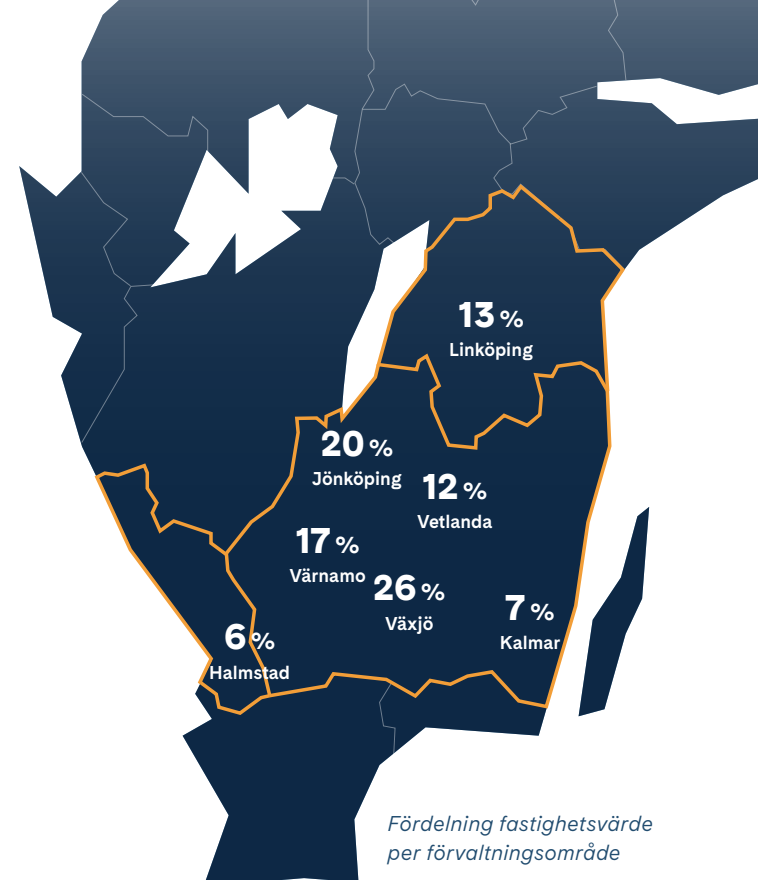 13 %
Linköping
20 %
Jönköping
12 %
Vetlanda
17 %
Värnamo
26 %
Växjö
7 %
Kalmar
6 %
Halmstad
Fördelning fastighetsvärde
per förvaltningsområde